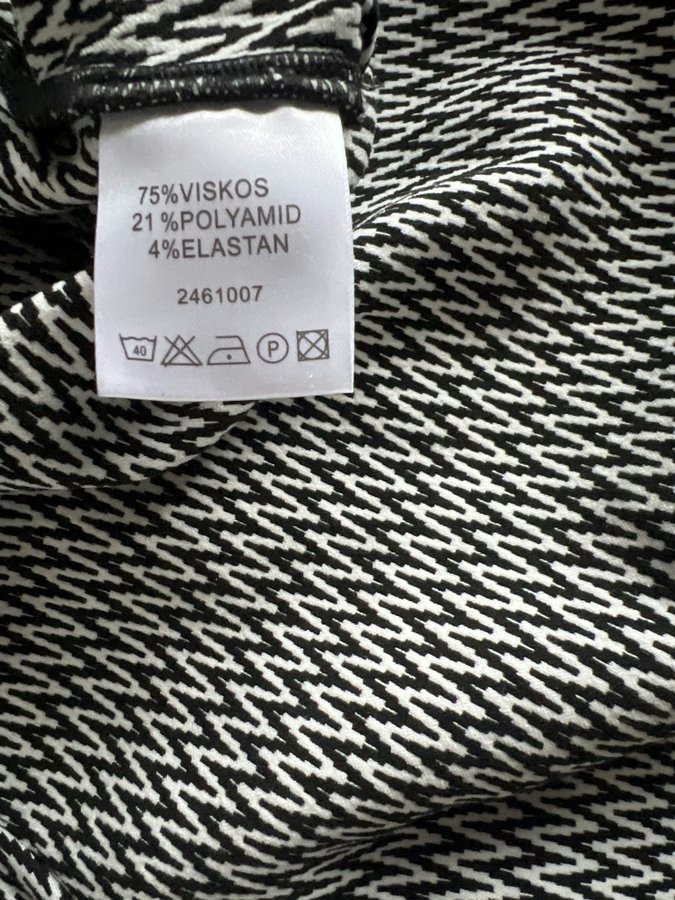 75%VISKOS
21%POLYAMID
4%ELASTAN
2461007
40 P